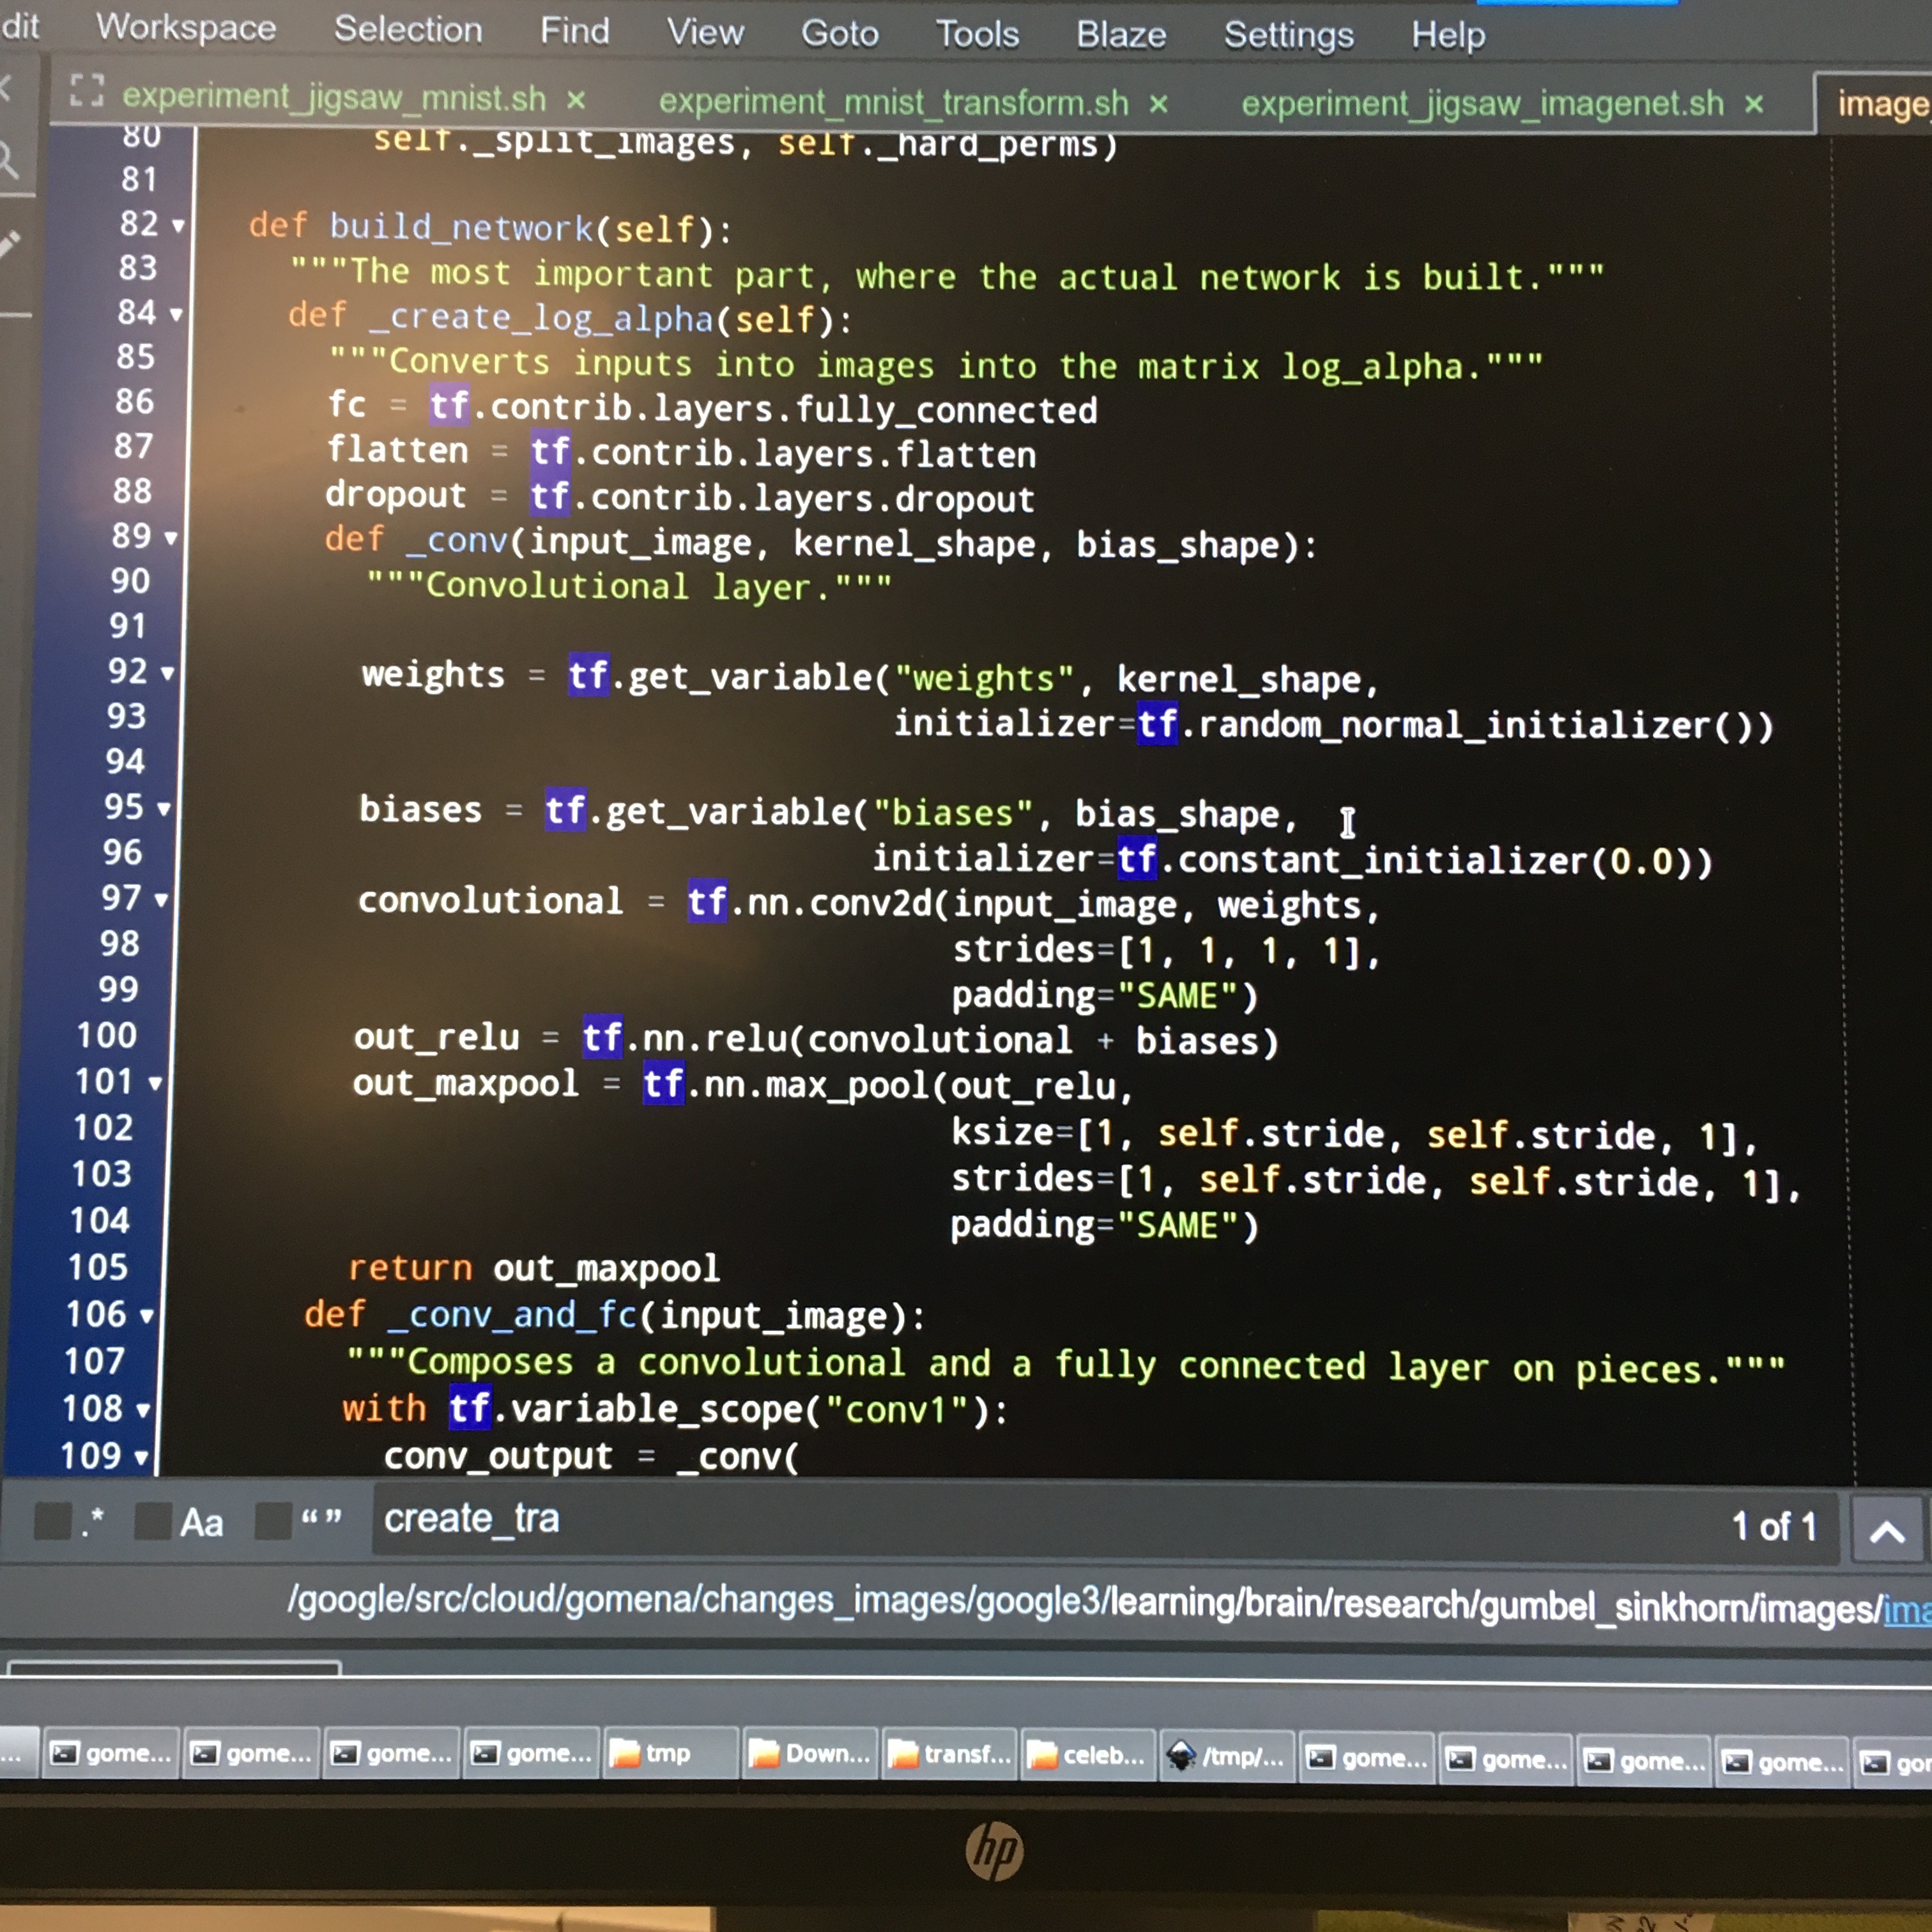 dit Workspace Selection Find View Goto Tools Blaze Settings Help
experiment_jigsaw_mnist.sh × experiment_mnist_transform.sh × experiment_jigsaw_imagenet.sh × image
80 self._split_images, self._hard_perms)
81
82 def build_network(self):
83 """The most important part, where the actual network is built."""
84 def _create_log_alpha(self):
85 """Converts inputs into images into the matrix log_alpha."""
86 fc = tf.contrib.layers.fully_connected
87 flatten = tf.contrib.layers.flatten
88 dropout = tf.contrib.layers.dropout
89 def _conv(input_image, kernel_shape, bias_shape):
90 """Convolutional layer."""
91
92 weights = tf.get_variable("weights", kernel_shape,
93 initializer=tf.random_normal_initializer())
94
95 biases = tf.get_variable("biases", bias_shape,
96 initializer=tf.constant_initializer(0.0))
97 convolutional = tf.nn.conv2d(input_image, weights,
98 strides=[1, 1, 1, 1],
99 padding="SAME")
100 out_relu = tf.nn.relu(convolutional + biases)
101 out_maxpool = tf.nn.max_pool(out_relu,
102 ksize=[1, self.stride, self.stride, 1],
103 strides=[1, self.stride, self.stride, 1],
104 padding="SAME")
105 return out_maxpool
106 def _conv_and_fc(input_image):
107 """Composes a convolutional and a fully connected layer on pieces."""
108 with tf.variable_scope("conv1"):
109 conv_output = _conv(
.* Aa “ ” create_tra 1 of 1
/google/src/cloud/gomena/changes_images/google3/learning/brain/research/gumbel_sinkhorn/images/ima
... gome... gome... gome... gome... tmp Down... transf... celeb... /tmp/... gome... gome... gome... gome... gor
hp